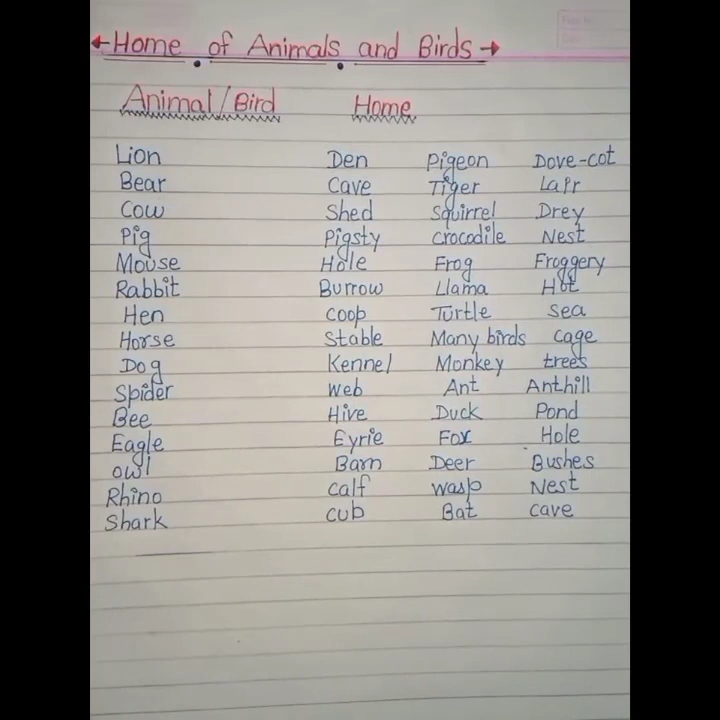 ←Home of Animals and Birds→
Animal/Bird Home
Lion Den Pigeon Dove-cot
Bear Cave Tiger Lair
Cow Shed Squirrel Drey
Pig Pigsty Crocodile Nest
Mouse Hole Frog Froggery
Rabbit Burrow Llama Hot
Hen Coop Turtle sea
Horse Stable Many birds cage
Dog Kennel Monkey trees
Spider Web Ant Anthill
Bee Hive Duck Pond
Eagle Eyrie Fox Hole
owl Barn Deer Bushes
Rhino calf wasp Nest
Shark cub Bat cave